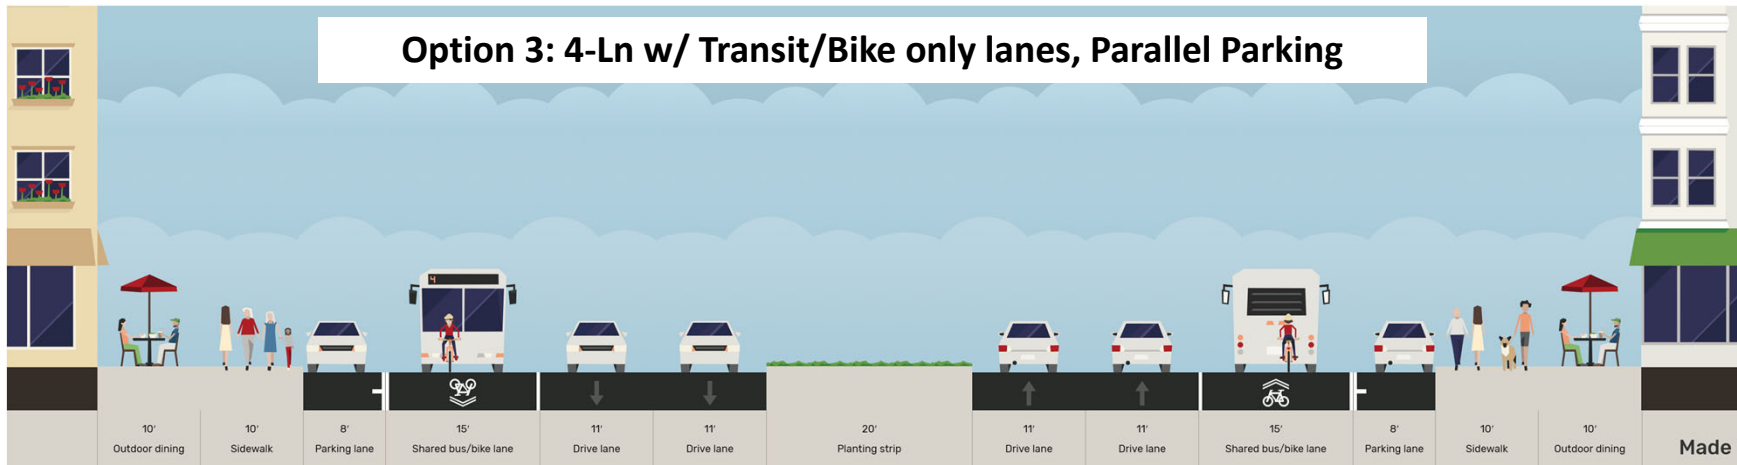 Option 3: 4-Ln w/ Transit/Bike only lanes, Parallel Parking
4
10' 10' 8' 15' 11' 11' 20' 11' 11' 15' 8' 10' 10'
Outdoor dining Sidewalk Parking lane Shared bus/bike lane Drive lane Drive lane Planting strip Drive lane Drive lane Shared bus/bike lane Parking lane Sidewalk Outdoor dining
Made